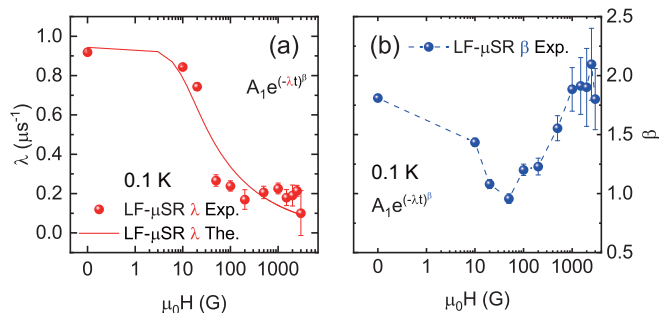 (a)
A₁e^(-λt)^β
1.0
0.8
0.6
0.4
0.2
0.0
λ (μs⁻¹)
0.1 K
LF-μSR λ Exp.
LF-μSR λ The.
0 1 10 100 1000
μ₀H (G)
(b)
LF-μSR β Exp.
0.1 K
A₁e^(-λt)^β
2.5
2.0
1.5
1.0
0.5
β
0 1 10 100 1000
μ₀H (G)